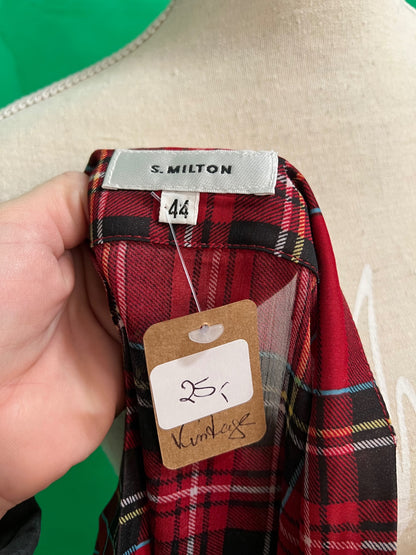 S. MILTON
44
25,-
Vintage